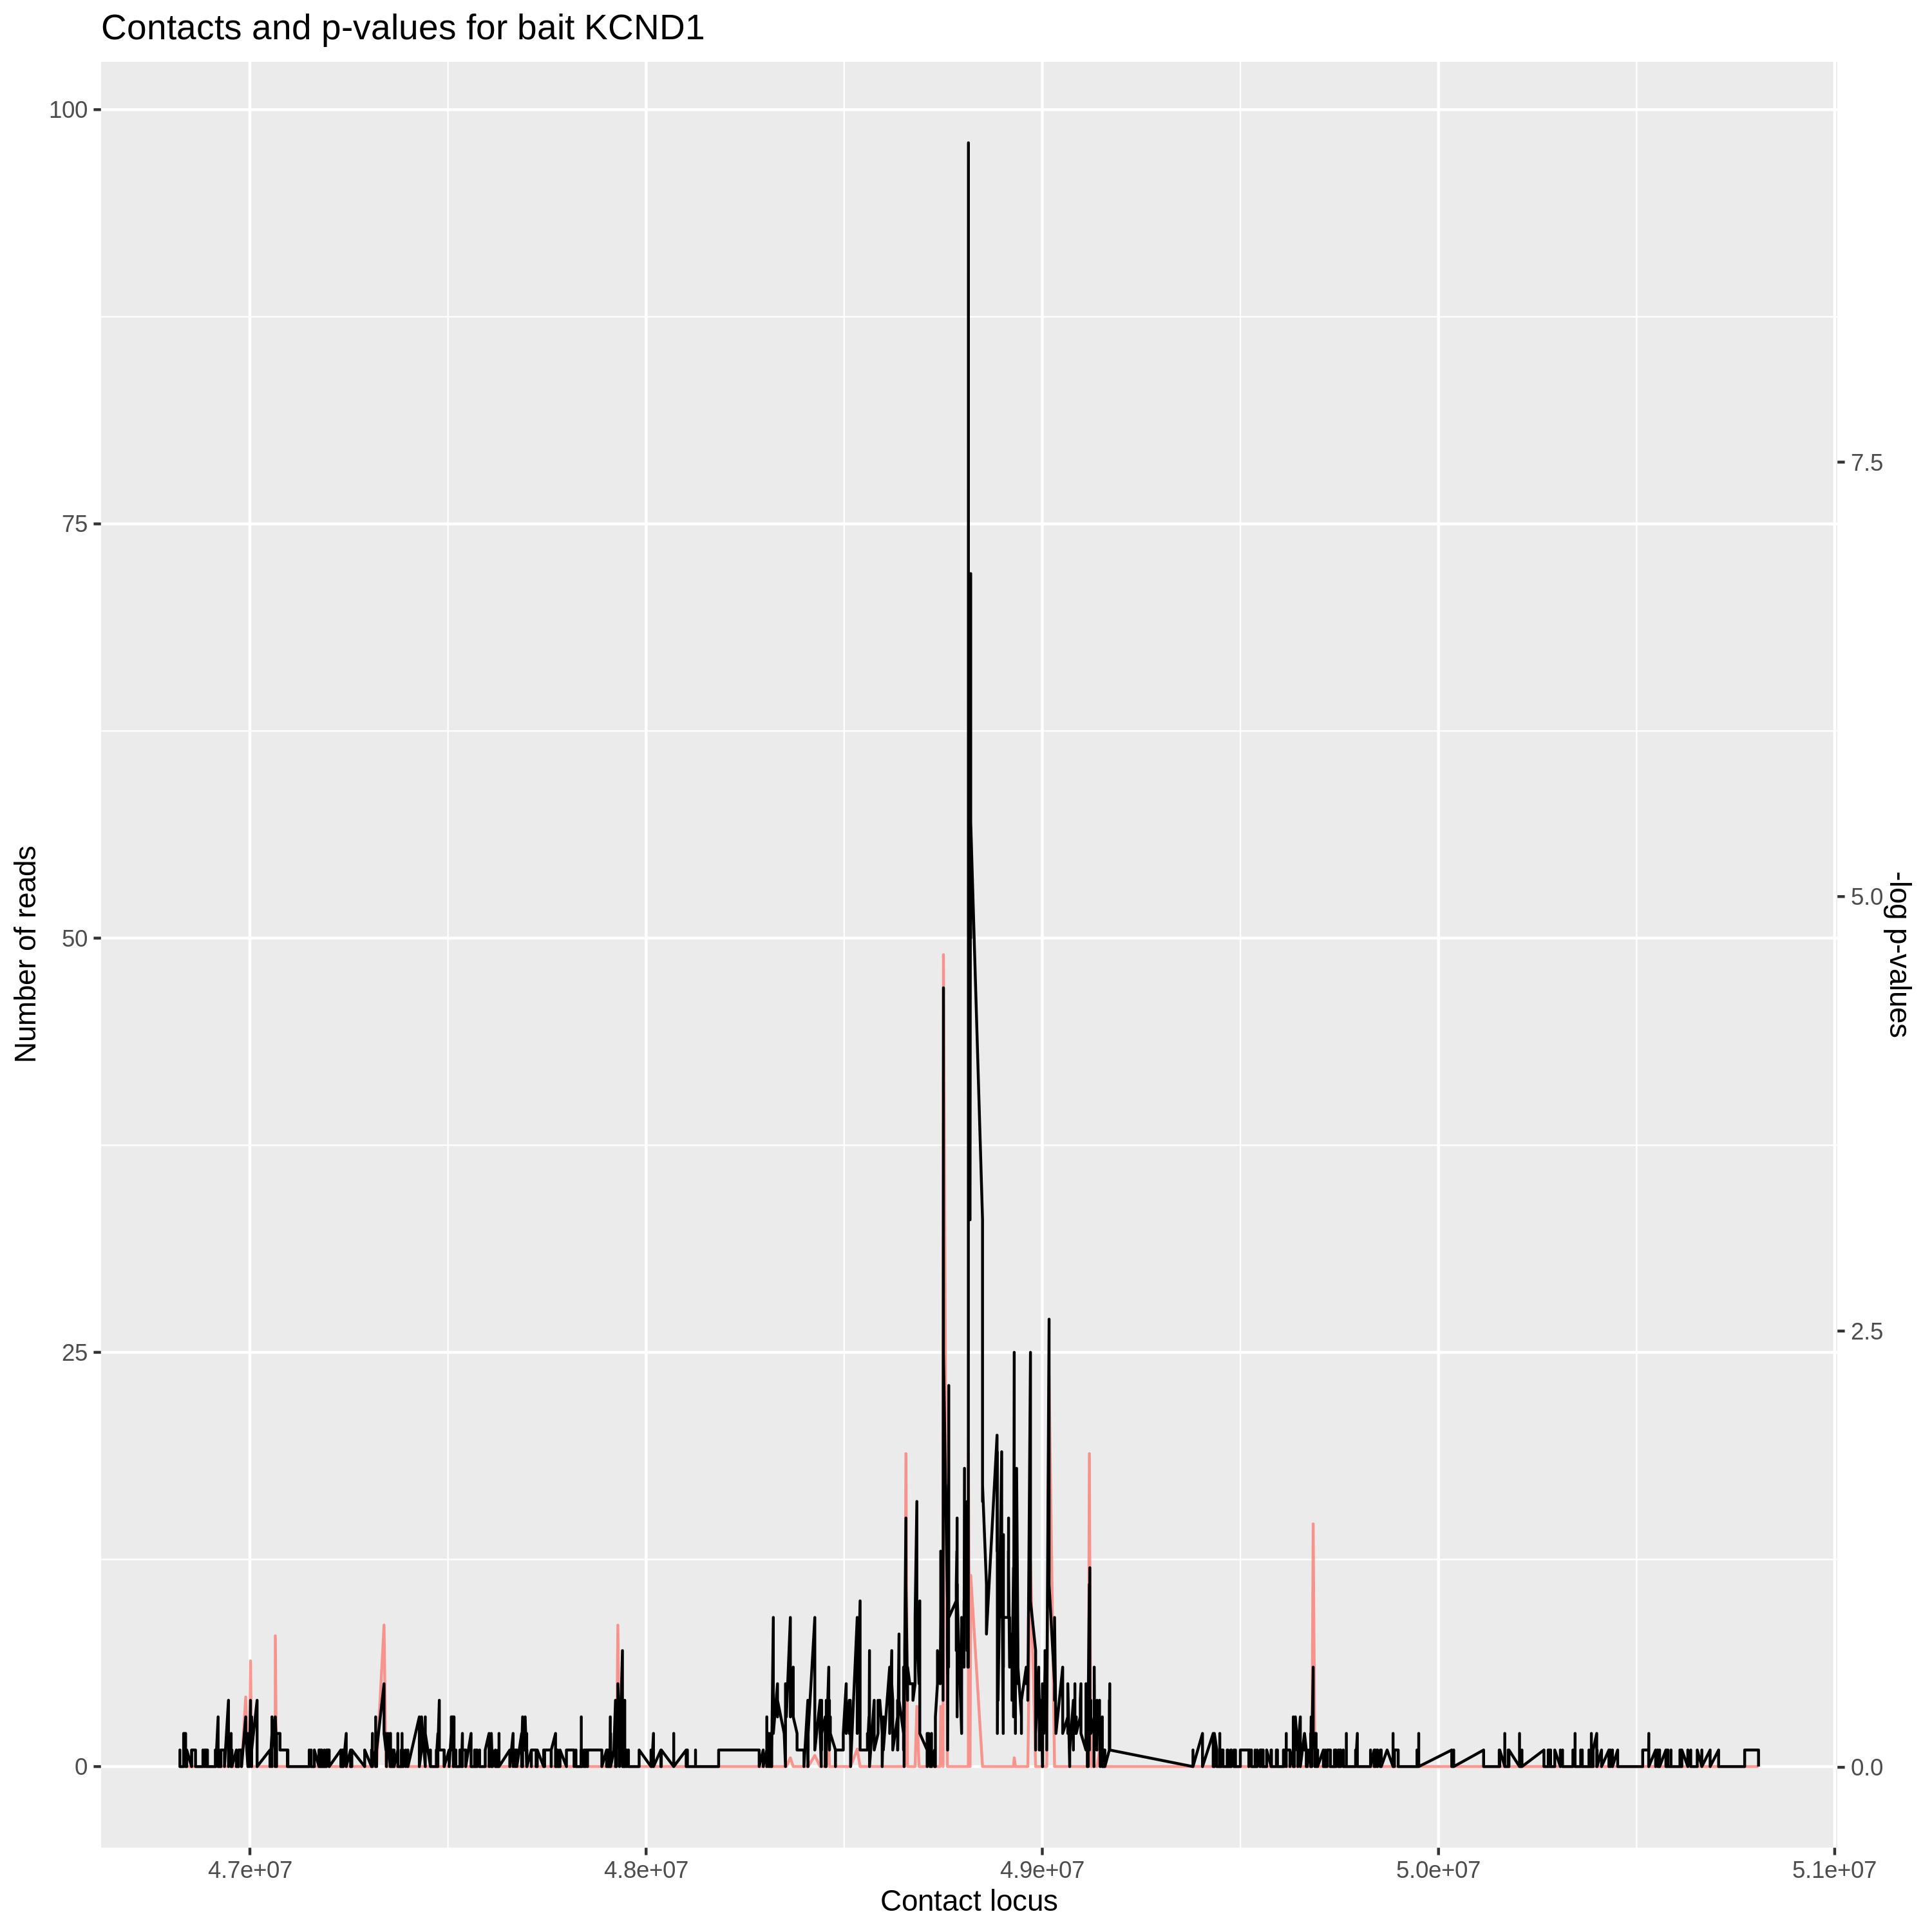 Contacts and p-values for bait KCND1
100
75
50
25
0
Number of reads
7.5
5.0
2.5
0.0
-log p-values
4.7e+07
4.8e+07
4.9e+07
5.0e+07
5.1e+07
Contact locus